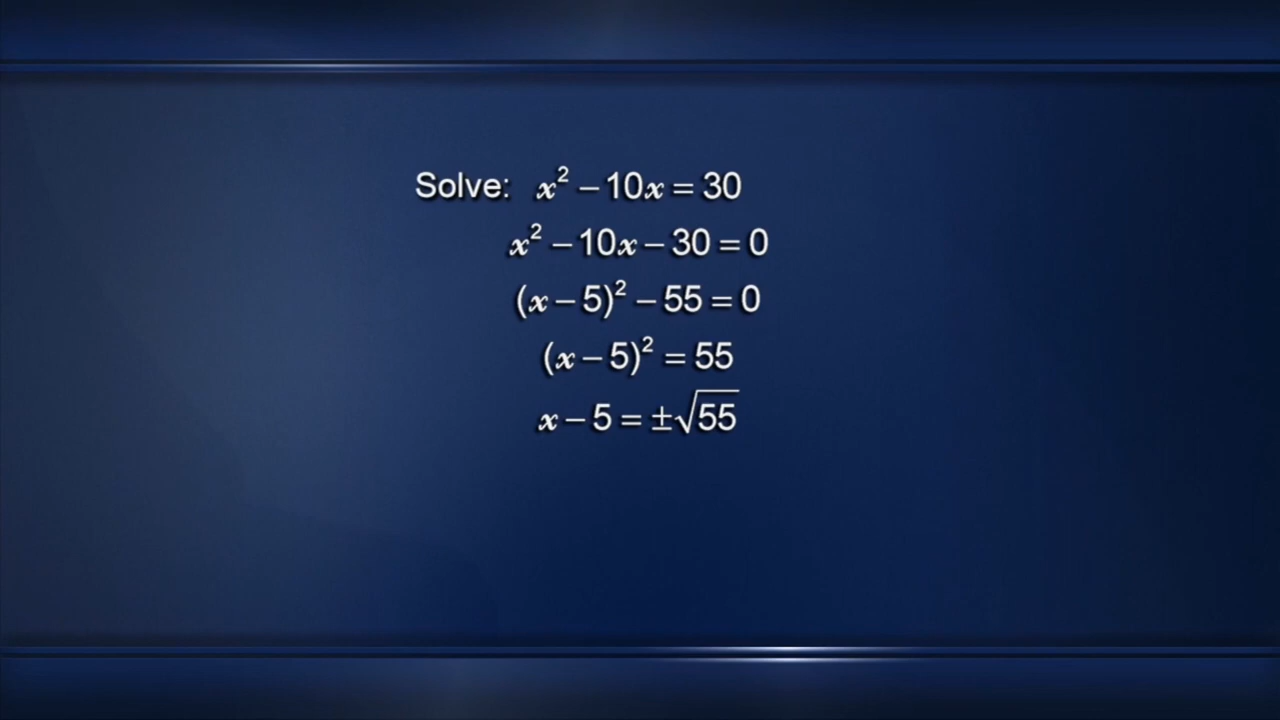 Solve: x² − 10x = 30
x² − 10x − 30 = 0
(x − 5)² − 55 = 0
(x − 5)² = 55
x − 5 = ±√55